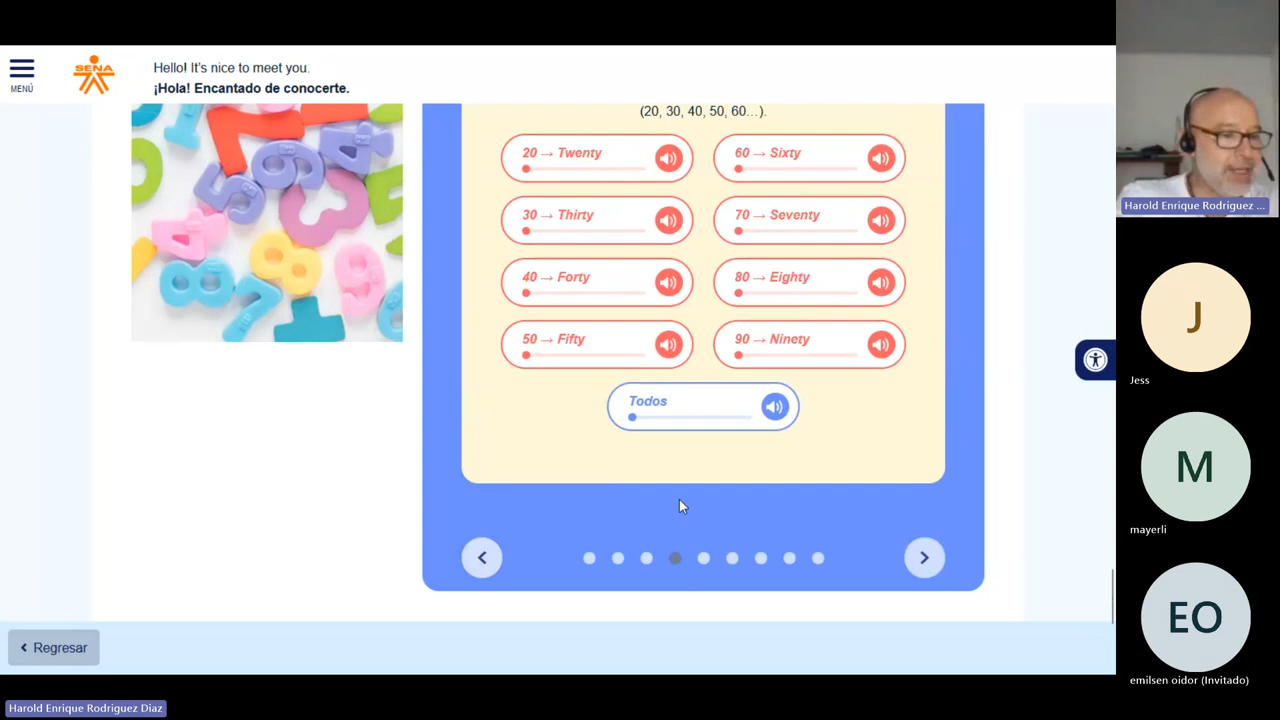 MENÚ
SENA
Hello! It's nice to meet you.
¡Hola! Encantado de conocerte.
(20, 30, 40, 50, 60...).
20 → Twenty
60 → Sixty
30 → Thirty
70 → Seventy
40 → Forty
80 → Eighty
50 → Fifty
90 → Ninety
Todos
Regresar
Harold Enrique Rodriguez Diaz
Harold Enrique Rodriguez ...
J
Jess
M
mayerli
EO
emilsen oidor (Invitado)